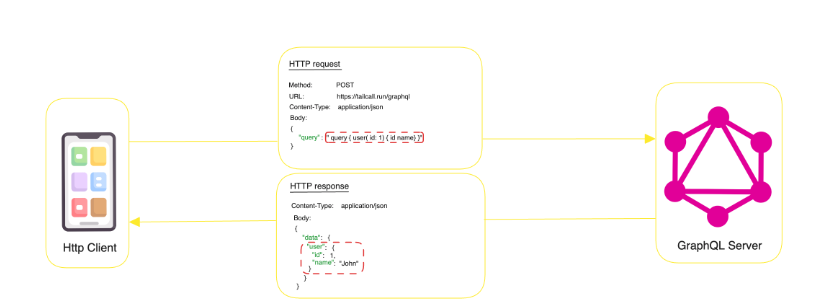 HTTP request
Method: POST
URL: https://tailcall.run/graphql
Content-Type: application/json
Body:
{
"query" : " query { user( id: 1) { id name} }"
}
Http Client
GraphQL Server
HTTP response
Content-Type: application/json
Body:
{
"data": {
"user": {
"id": 1,
"name": "John"
}
}
}